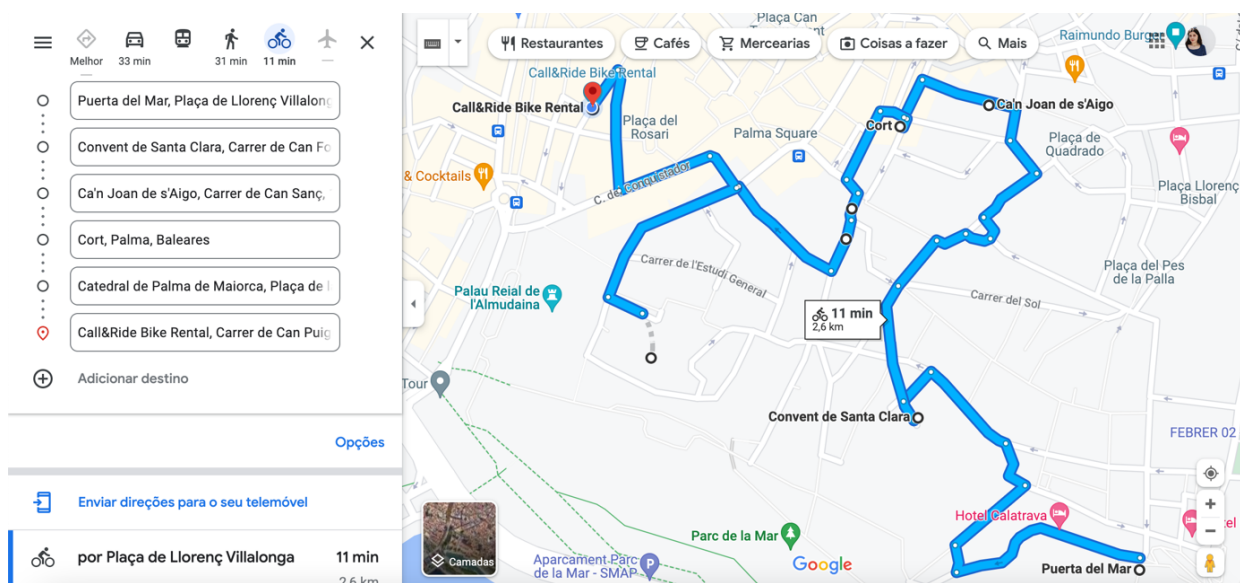 Melhor
33 min
31 min
11 min
Puerta del Mar, Plaça de Llorenç Villalong
Convent de Santa Clara, Carrer de Can Fo
Ca'n Joan de s'Aigo, Carrer de Can Sanç,
Cort, Palma, Baleares
Catedral de Palma de Maiorca, Plaça de l
Call&Ride Bike Rental, Carrer de Can Puig
Adicionar destino
Opções
Enviar direções para o seu telemóvel
por Plaça de Llorenç Villalonga
11 min
2,6 km
Plaça Can
Restaurantes
Cafés
Mercearias
Coisas a fazer
Mais
Raimundo Burger
Call&Ride Bike Rental
Call&Ride Bike Rental
Plaça del
Rosari
Palma Square
Cort
Ca'n Joan de s'Aigo
Plaça de
Quadrado
& Cocktails
C. del Conquistador
Plaça Llorenç
Bisbal
Carrer de l'Estudi General
Palau Reial de
l'Almudaina
Plaça del Pes
de la Palla
Carrer del Sol
11 min
2,6 km
Tour
Convent de Santa Clara
FEBRER 02
Hotel Calatrava
Parc de la Mar
Camadas
Aparcament Parc
de la Mar - SMAP
Google
Puerta del Mar